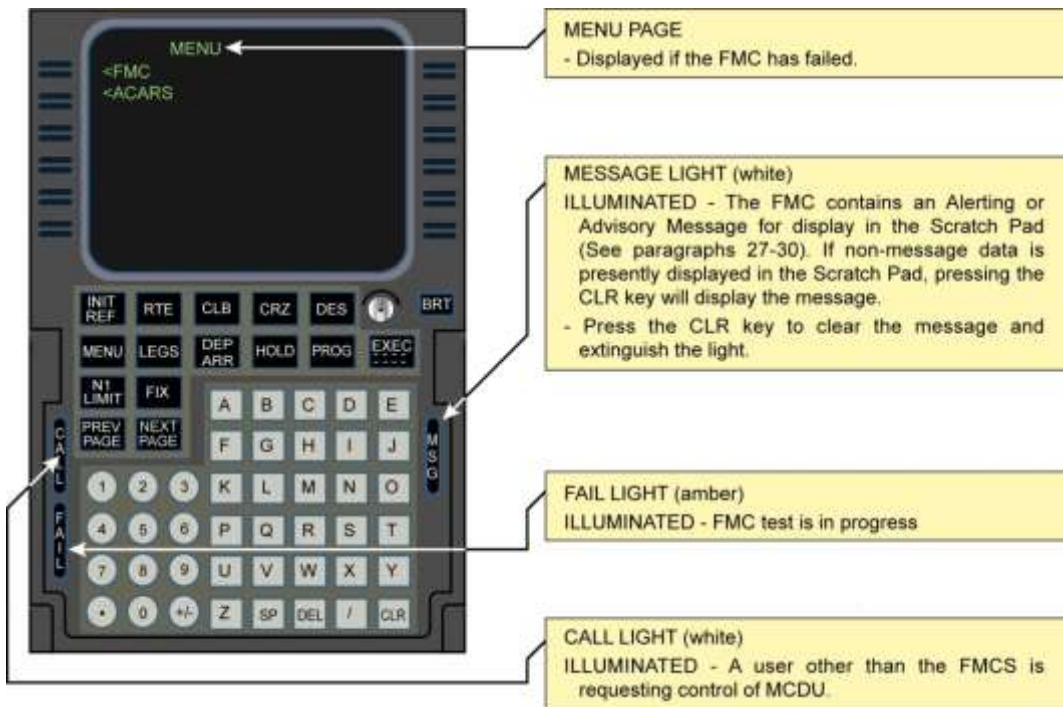 MENU
<FMC
<ACARS
INIT REF
RTE
CLB
CRZ
DES
BRT
MENU
LEGS
DEP ARR
HOLD
PROG
EXEC
N1 LIMIT
FIX
PREV PAGE
NEXT PAGE
A B C D E
F G H I J
K L M N O
P Q R S T
U V W X Y
Z SP DEL / CLR
1 2 3
4 5 6
7 8 9
• 0 +/-
CALL
FAIL
MSG
MENU PAGE
- Displayed if the FMC has failed.
MESSAGE LIGHT (white)
ILLUMINATED - The FMC contains an Alerting or
Advisory Message for display in the Scratch Pad
(See paragraphs 27-30). If non-message data is
presently displayed in the Scratch Pad, pressing the
CLR key will display the message.
- Press the CLR key to clear the message and
extinguish the light.
FAIL LIGHT (amber)
ILLUMINATED - FMC test is in progress
CALL LIGHT (white)
ILLUMINATED - A user other than the FMCS is
requesting control of MCDU.